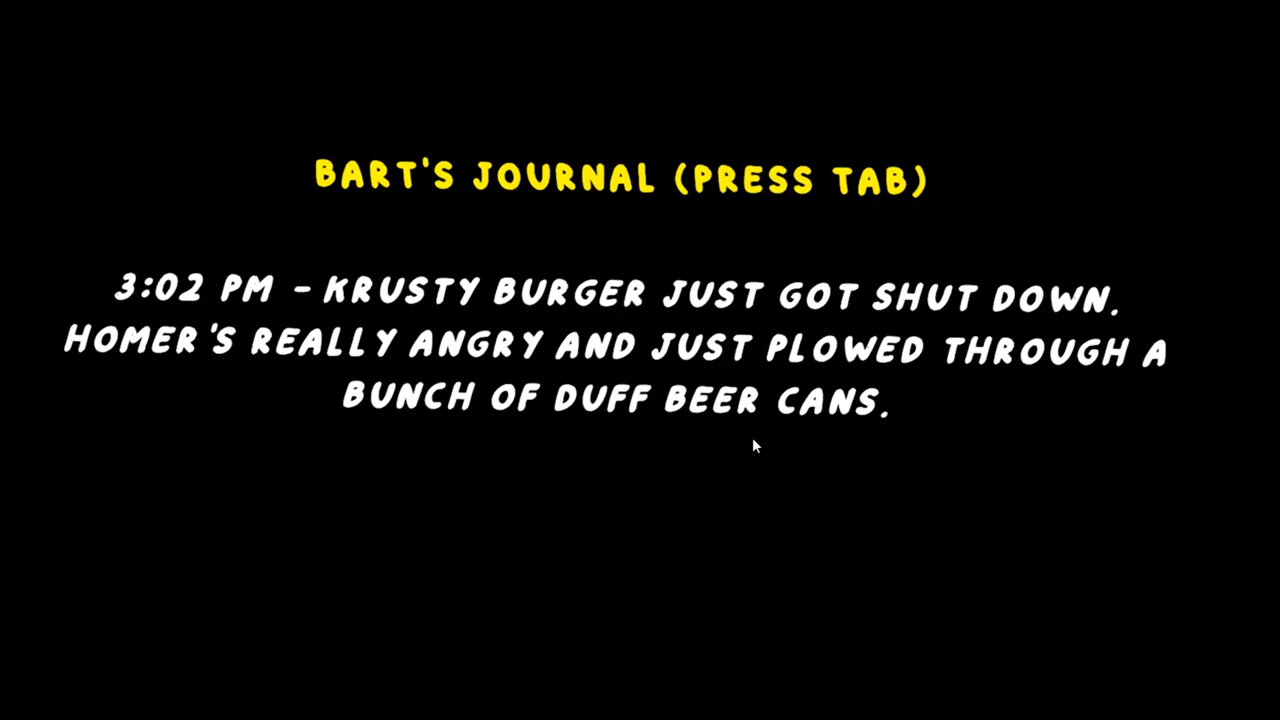 BART'S JOURNAL (PRESS TAB)
3:02 PM - KRUSTY BURGER JUST GOT SHUT DOWN.
HOMER'S REALLY ANGRY AND JUST PLOWED THROUGH A
BUNCH OF DUFF BEER CANS.